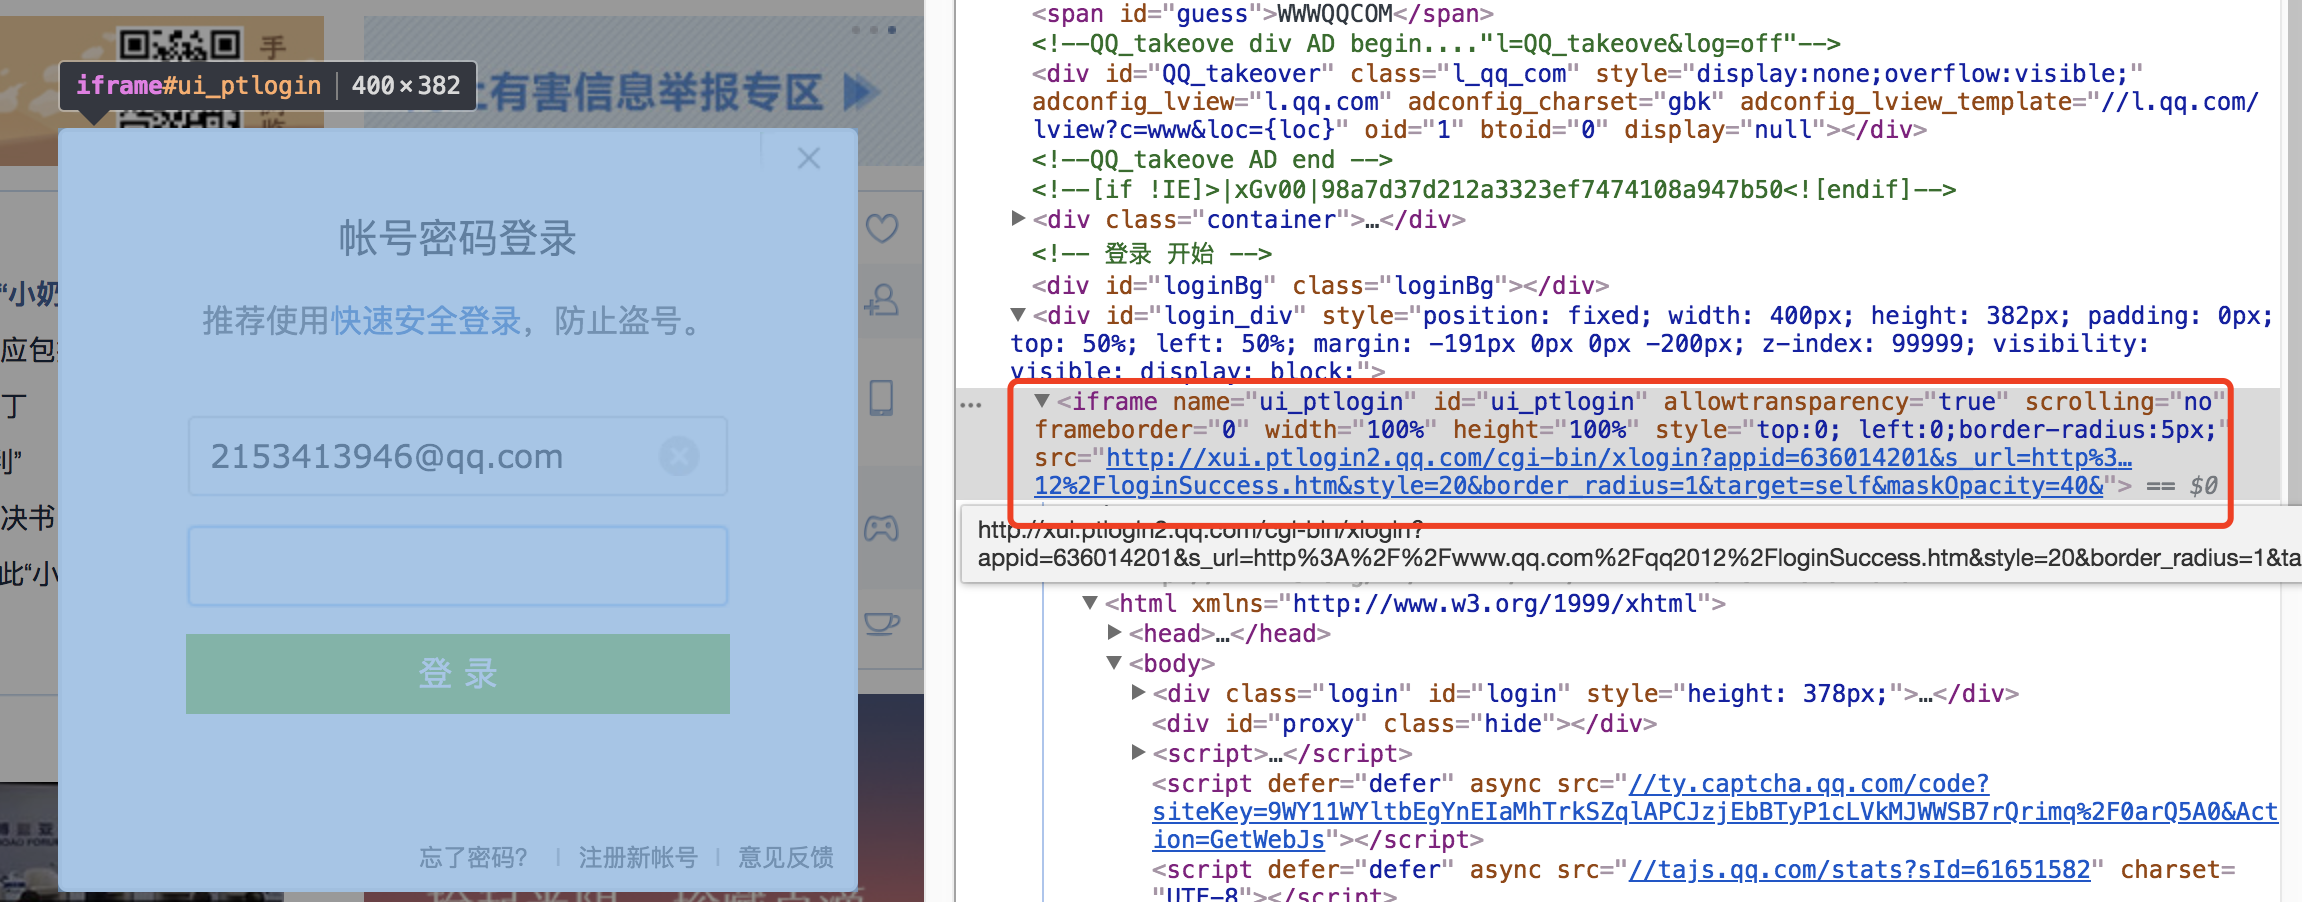 手
iframe#ui_ptlogin | 400×382
止有害信息举报专区
帐号密码登录
推荐使用快速安全登录，防止盗号。
2153413946@qq.com
登 录
忘了密码? | 注册新帐号 | 意见反馈
“小奶
应包
丁
决书
此“小
<span id="guess">WWWQQCOM</span>
<!--QQ_takeove div AD begin...."l=QQ_takeove&log=off"-->
<div id="QQ_takeover" class="l_qq_com" style="display:none;overflow:visible;"
adconfig_lview="l.qq.com" adconfig_charset="gbk" adconfig_lview_template="//l.qq.com/
lview?c=www&loc={loc}" oid="1" btoid="0" display="null"></div>
<!--QQ_takeove AD end -->
<!--[if !IE]>|xGv00|98a7d37d212a3323ef7474108a947b50<![endif]-->
<div class="container">…</div>
<!-- 登录 开始 -->
<div id="loginBg" class="loginBg"></div>
<div id="login_div" style="position: fixed; width: 400px; height: 382px; padding: 0px;
top: 50%; left: 50%; margin: -191px 0px 0px -200px; z-index: 99999; visibility:
visible; display: block;">
<iframe name="ui_ptlogin" id="ui_ptlogin" allowtransparency="true" scrolling="no"
frameborder="0" width="100%" height="100%" style="top:0; left:0;border-radius:5px;"
src="http://xui.ptlogin2.qq.com/cgi-bin/xlogin?appid=636014201&s_url=http%3…
12%2FloginSuccess.htm&style=20&border_radius=1&target=self&maskOpacity=40&"> == $0
http://xui.ptlogin2.qq.com/cgi-bin/xlogin?
appid=636014201&s_url=http%3A%2F%2Fwww.qq.com%2Fqq2012%2FloginSuccess.htm&style=20&border_radius=1&ta
<html xmlns="http://www.w3.org/1999/xhtml">
<head>…</head>
<body>
<div class="login" id="login" style="height: 378px;">…</div>
<div id="proxy" class="hide"></div>
<script>…</script>
<script defer="defer" async src="//ty.captcha.qq.com/code?
siteKey=9WY11WYltbEgYnEIaMhTrkSZqlAPCJzjEbBTyP1cLVkMJWWSB7rQrimq%2F0arQ5A0&Act
ion=GetWebJs"></script>
<script defer="defer" async src="//tajs.qq.com/stats?sId=61651582" charset=
"UTF-8"></script>